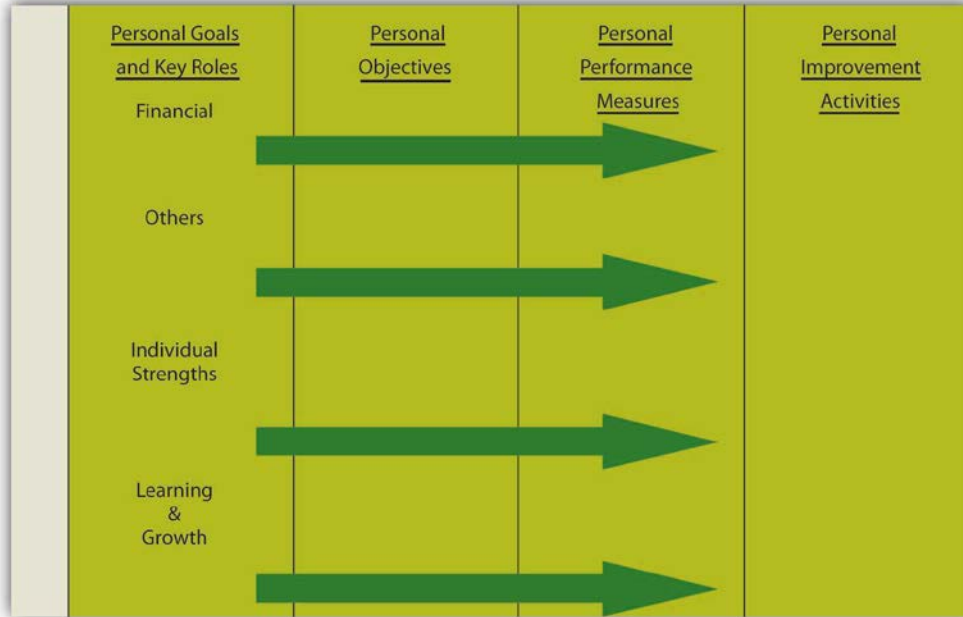 Personal Goals
and Key Roles
Financial
Others
Individual
Strengths
Learning
&
Growth
Personal
Objectives
Personal
Performance
Measures
Personal
Improvement
Activities